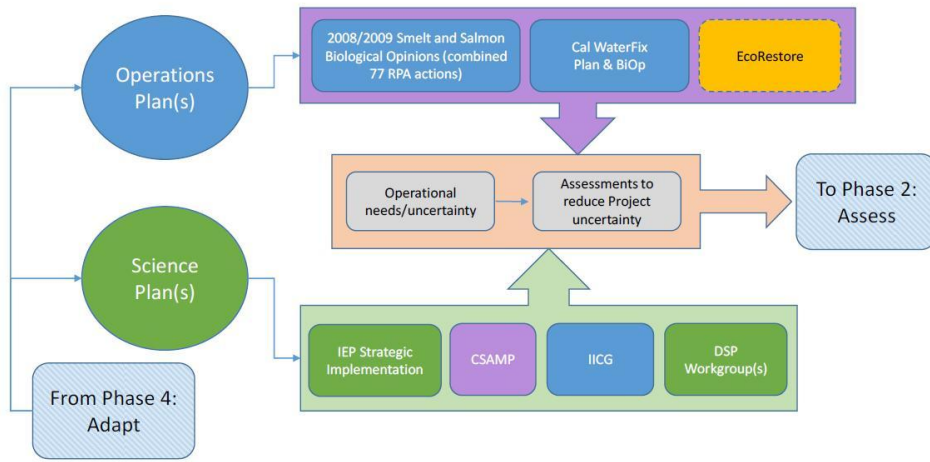 Operations
Plan(s)
2008/2009 Smelt and Salmon
Biological Opinions (combined
77 RPA actions)
Cal WaterFix
Plan & BiOp
EcoRestore
Operational
needs/uncertainty
Assessments to
reduce Project
uncertainty
To Phase 2:
Assess
Science
Plan(s)
IEP Strategic
Implementation
CSAMP
IICG
DSP
Workgroup(s)
From Phase 4:
Adapt